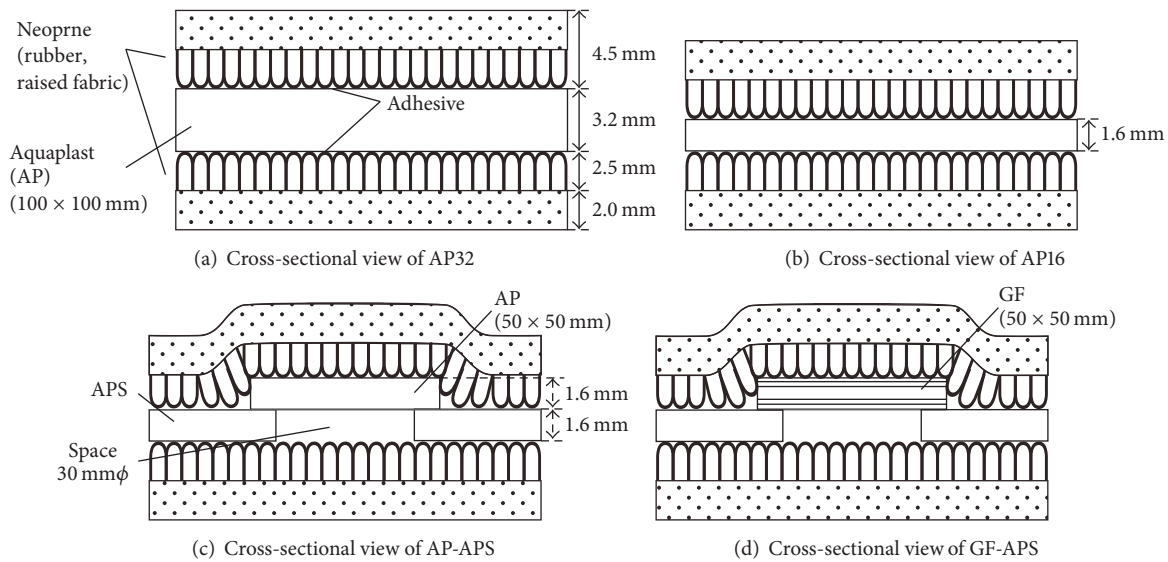 Neoprne
(rubber,
raised fabric)
Aquaplast
(AP)
(100 × 100 mm)
Adhesive
4.5 mm
3.2 mm
2.5 mm
2.0 mm
(a) Cross-sectional view of AP32
1.6 mm
(b) Cross-sectional view of AP16
AP
(50 × 50 mm)
APS
Space
30 mmϕ
1.6 mm
1.6 mm
(c) Cross-sectional view of AP-APS
GF
(50 × 50 mm)
(d) Cross-sectional view of GF-APS